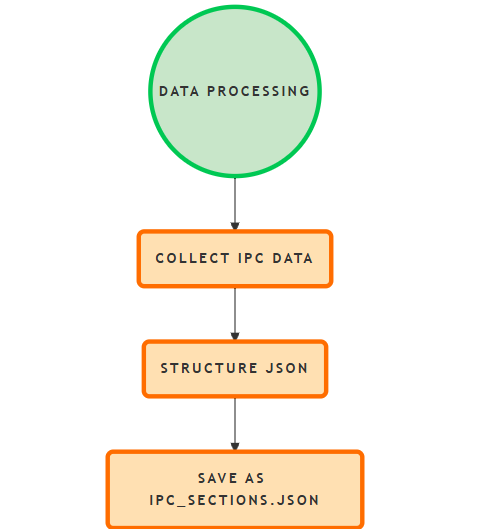 DATA PROCESSING
COLLECT IPC DATA
STRUCTURE JSON
SAVE AS
IPC_SECTIONS.JSON